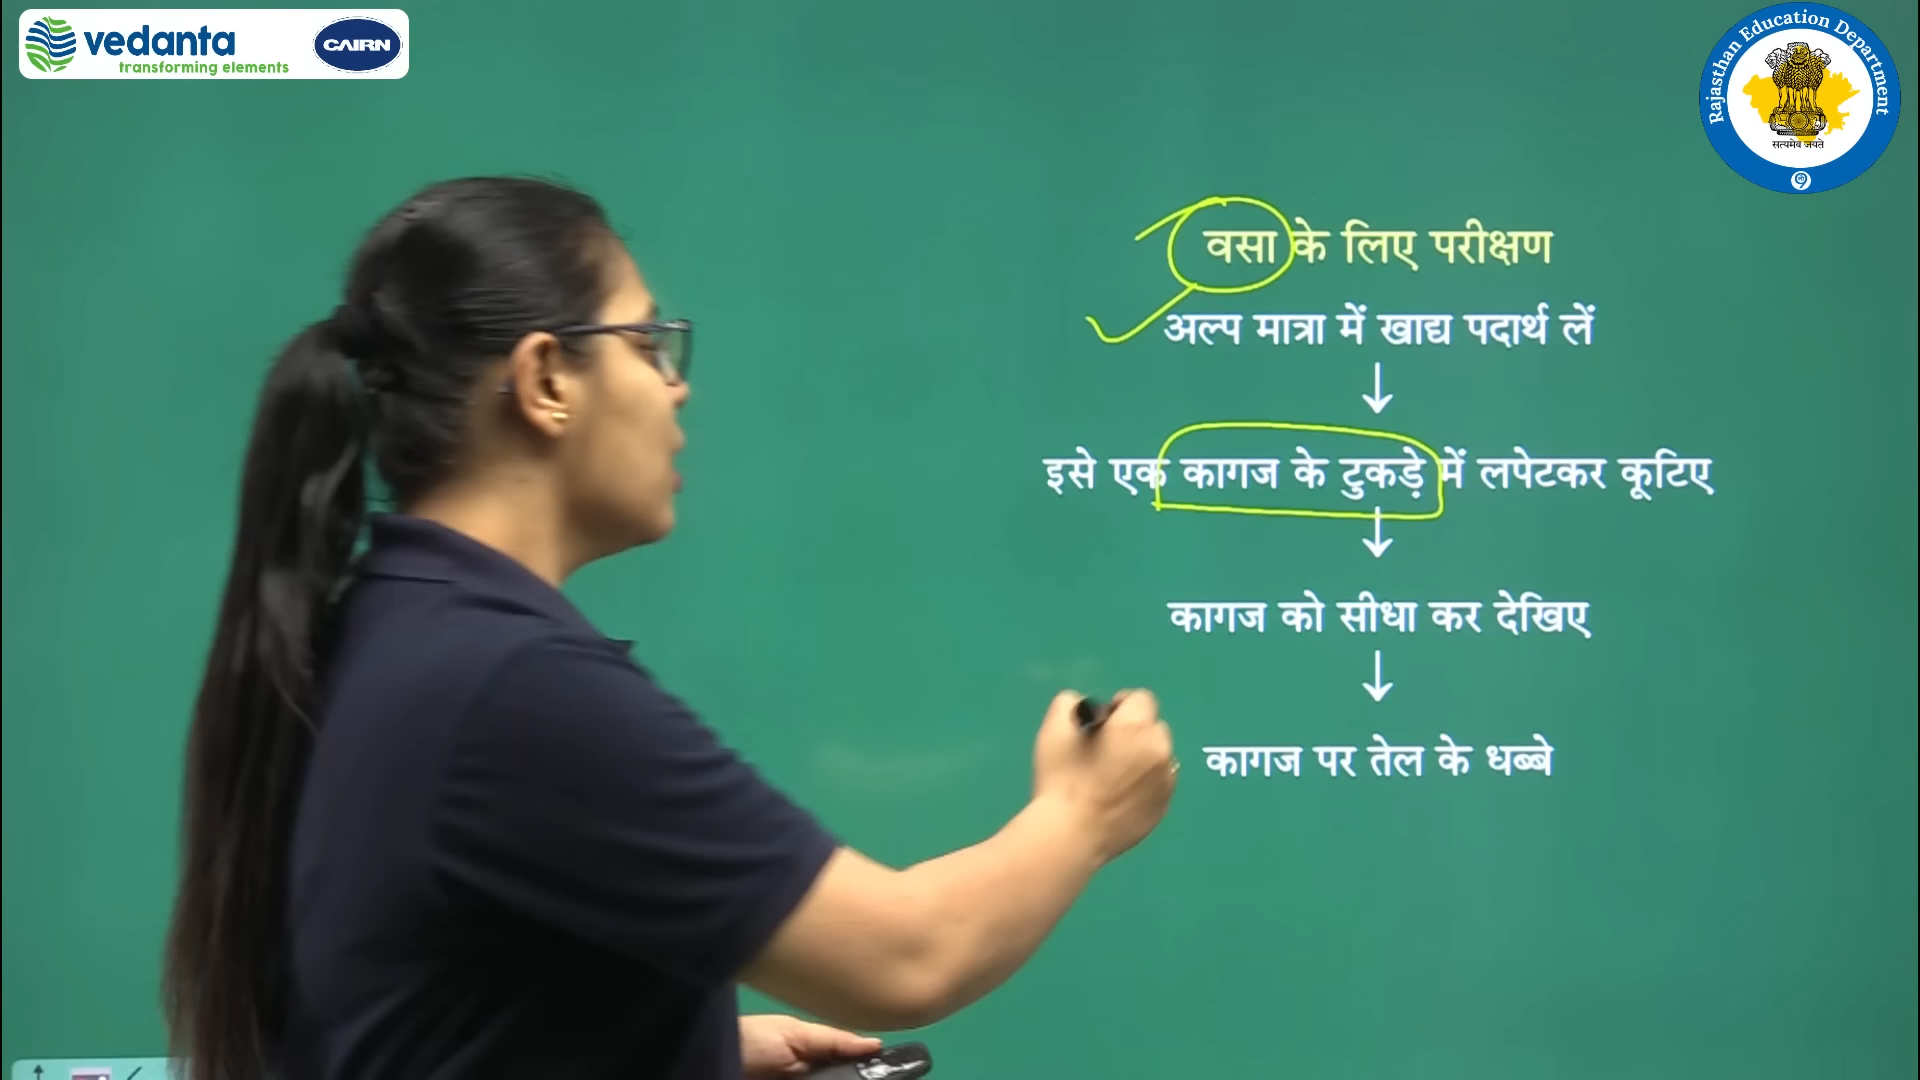 vedanta
transforming elements
CAIRN
Rajasthan Education Department
सत्यमेव जयते
वसा के लिए परीक्षण
अल्प मात्रा में खाद्य पदार्थ लें
↓
इसे एक कागज के टुकड़े में लपेटकर कूटिए
↓
कागज को सीधा कर देखिए
↓
कागज पर तेल के धब्बे